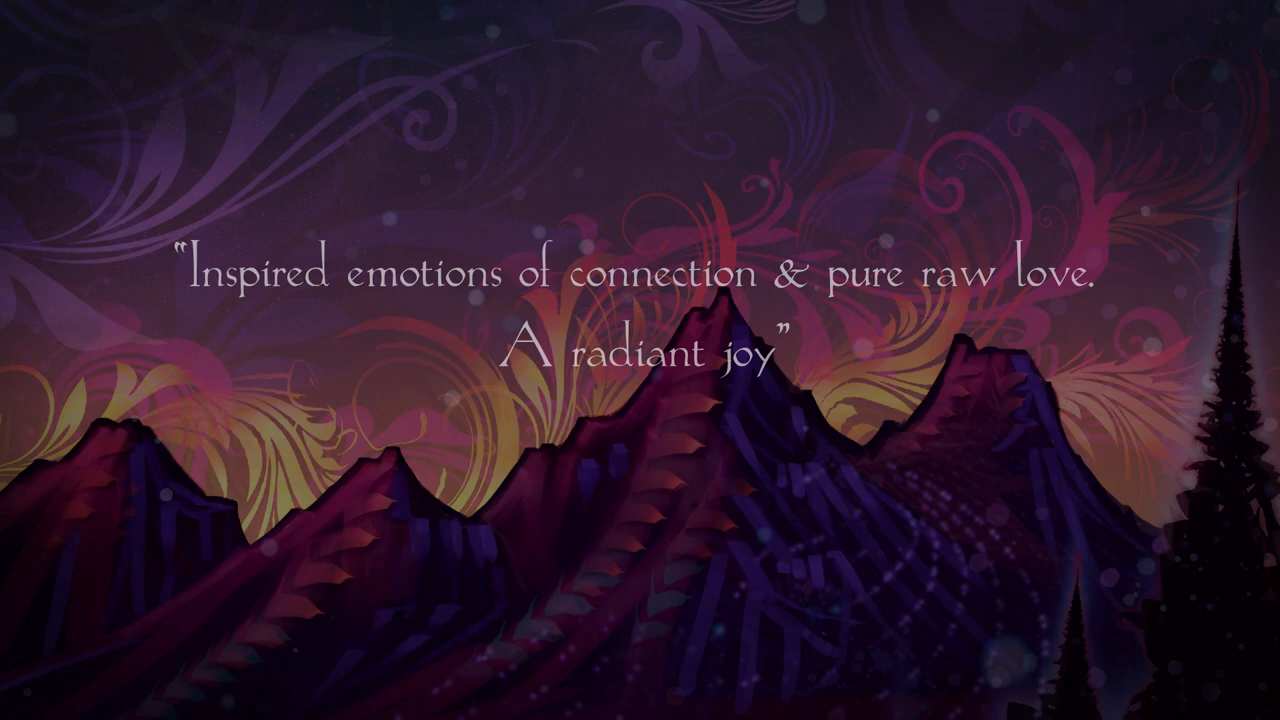 “Inspired emotions of connection & pure raw love.
A radiant joy”